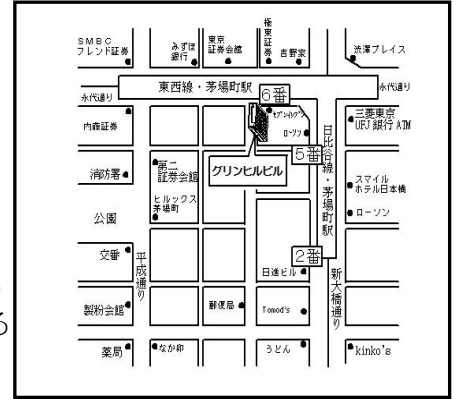 SMBC
フレンド証券
みずほ
銀行
東京
証券会館
極東証券
吉野家
渋澤プレイス
永代通り
東西線・茅場町駅
6番
永代通り
内藤証券
セブンイレブン
ローソン
三菱東京
UFJ銀行ATM
5番
日比谷線・茅場町駅
消防署
第二
証券会館
グリンヒルビル
スマイル
ホテル日本橋
ヒルックス
茅場町
ローソン
公園
2番
交番
平成通り
日進ビル
新大橋通り
製粉会館
郵便局
Tomod's
る
薬局
なか卯
うどん
kinko's